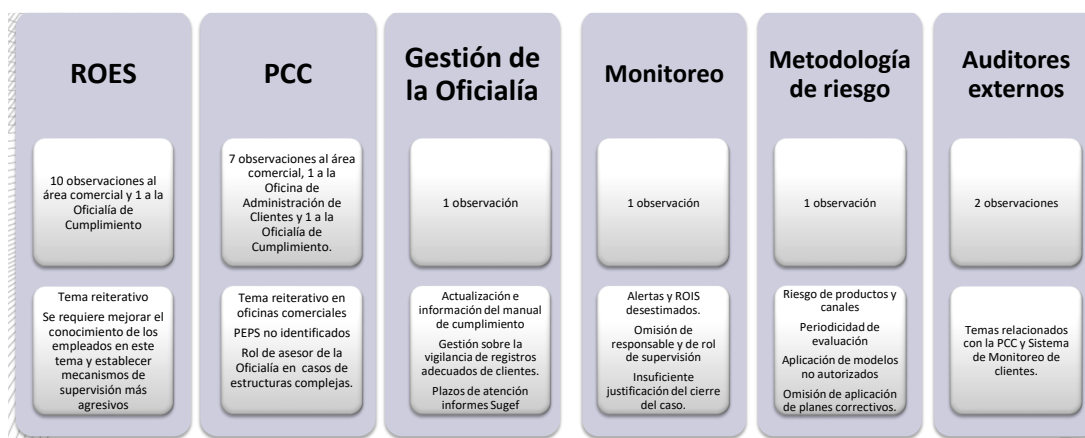 ROES
10 observaciones al
área comercial y 1 a la
Oficialía de
Cumplimiento
Tema reiterativo
Se requiere mejorar el
conocimiento de los
empleados en este
tema y establecer
mecanismos de
supervisión más
agresivos
PCC
7 observaciones al área
comercial, 1 a la
Oficina de
Administración de
Clientes y 1 a la
Oficialía de
Cumplimiento.
Tema reiterativo en
oficinas comerciales
PEPS no identificados
Rol de asesor de la
Oficialía en casos de
estructuras complejas.
Gestión de
la Oficialía
1 observación
Actualización e
información del manual
de cumplimiento
Gestión sobre la
vigilancia de registros
adecuados de clientes.
Plazos de atención
informes Sugef
Monitoreo
1 observación
Alertas y ROIS
desestimados.
Omisión de
responsable y de rol
de supervisión
Insuficiente
justificación del cierre
del caso.
Metodología
de riesgo
1 observación
Riesgo de productos y
canales
Periodicidad de
evaluación
Aplicación de modelos
no autorizados
Omisión de aplicación
de planes correctivos.
Auditores
externos
2 observaciones
Temas relacionados
con la PCC y Sistema
de Monitoreo de
clientes.